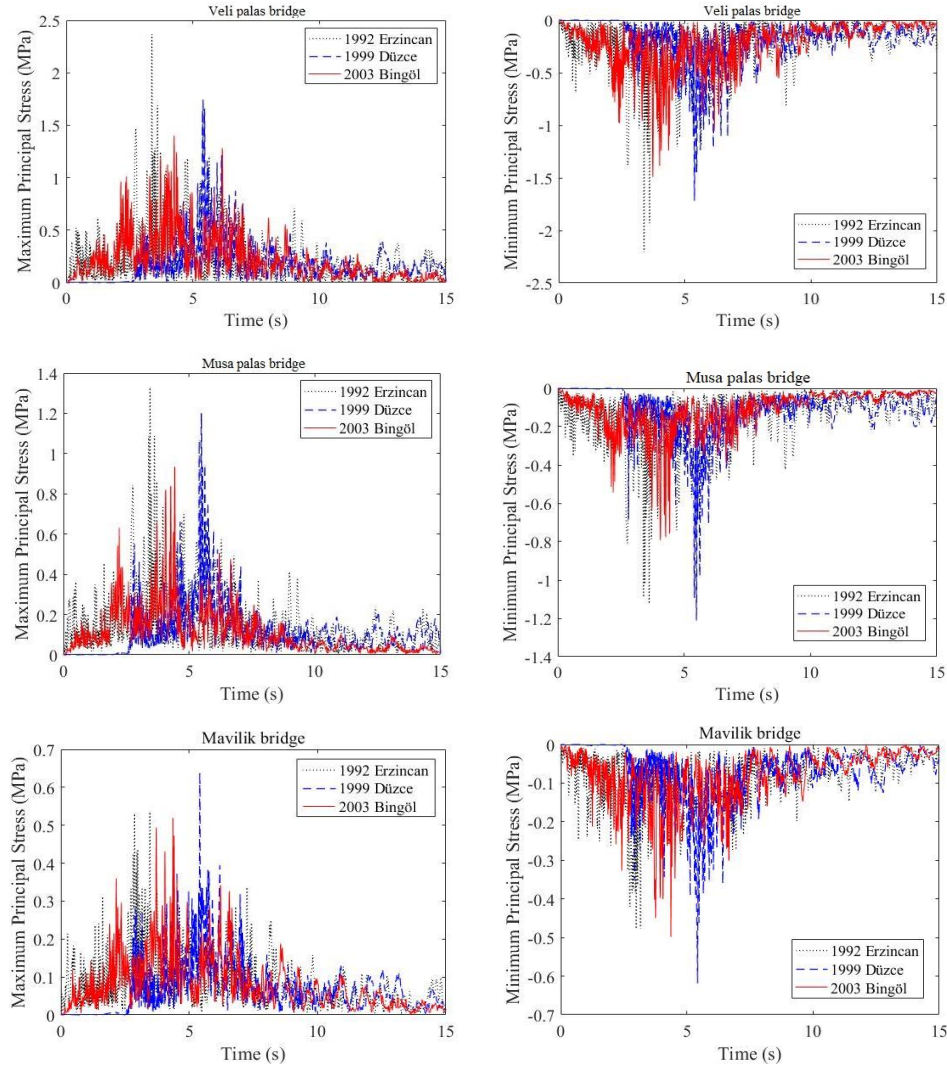 Veli palas bridge
Maximum Principal Stress (MPa)
2.5
2
1.5
1
0.5
0
1992 Erzincan
1999 Düzce
2003 Bingöl
0 5 10 15
Time (s)
Veli palas bridge
Minimum Principal Stress (MPa)
0
-0.5
-1
-1.5
-2
-2.5
1992 Erzincan
1999 Düzce
2003 Bingöl
0 5 10 15
Time (s)
Musa palas bridge
Maximum Principal Stress (MPa)
1.4
1.2
1
0.8
0.6
0.4
0.2
0
1992 Erzincan
1999 Düzce
2003 Bingöl
0 5 10 15
Time (s)
Musa palas bridge
Minimum Principal Stress (MPa)
0
-0.2
-0.4
-0.6
-0.8
-1
-1.2
-1.4
1992 Erzincan
1999 Düzce
2003 Bingöl
0 5 10 15
Time (s)
Mavilik bridge
Maximum Principal Stress (MPa)
0.7
0.6
0.5
0.4
0.3
0.2
0.1
0
1992 Erzincan
1999 Düzce
2003 Bingöl
0 5 10 15
Time (s)
Mavilik bridge
Minimum Principal Stress (MPa)
0
-0.1
-0.2
-0.3
-0.4
-0.5
-0.6
-0.7
1992 Erzincan
1999 Düzce
2003 Bingöl
0 5 10 15
Time (s)